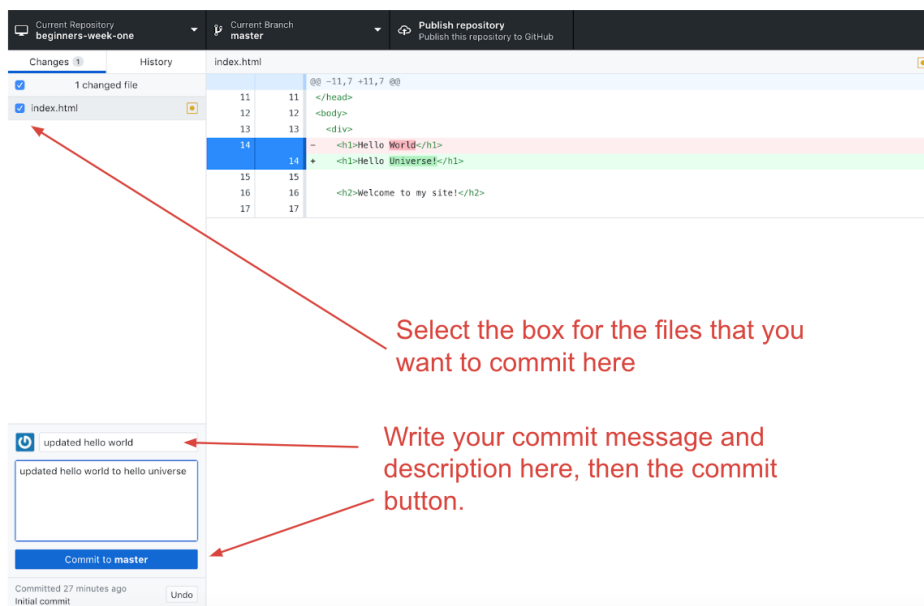 Current Repository
beginners-week-one
Current Branch
master
Publish repository
Publish this repository to GitHub
Changes 1
History
index.html
1 changed file
index.html
@@ -11,7 +11,7 @@
11 11 </head>
12 12 <body>
13 13 <div>
14 - <h1>Hello World</h1>
14 + <h1>Hello Universe!</h1>
15 15
16 16 <h2>Welcome to my site!</h2>
17 17
Select the box for the files that you
want to commit here
Write your commit message and
description here, then the commit
button.
updated hello world
updated hello world to hello universe
Commit to master
Committed 27 minutes ago
Initial commit
Undo